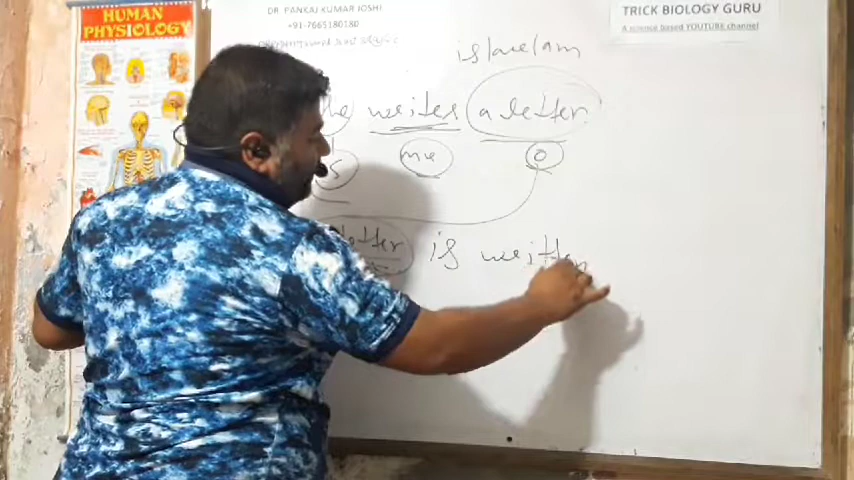 HUMAN
PHYSIOLOGY
DR PANKAJ KUMAR JOSHI
+91-7665180180
TRICK BIOLOGY GURU
A SCIENCE BASED YOUTUBE CHANNEL
is/are/am
writes a letter
me O
letter is written